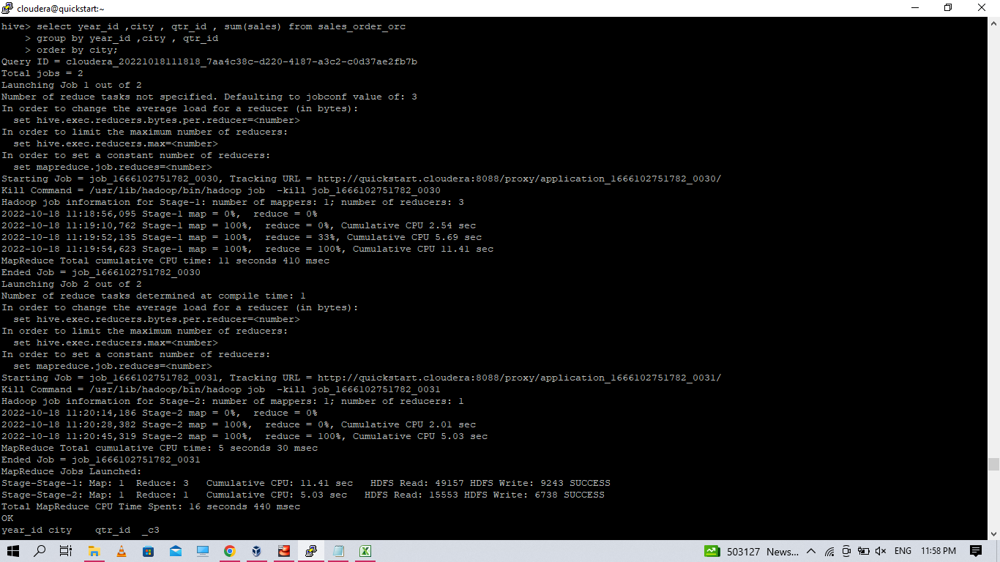 cloudera@quickstart:~
hive> select year_id ,city , qtr_id , sum(sales) from sales_order_orc
    > group by year_id ,city , qtr_id
    > order by city;
Query ID = cloudera_20221018111818_7aa4c38c-d220-4187-a3c2-c0d37ae2fb7b
Total jobs = 2
Launching Job 1 out of 2
Number of reduce tasks not specified. Defaulting to jobconf value of: 3
In order to change the average load for a reducer (in bytes):
  set hive.exec.reducers.bytes.per.reducer=<number>
In order to limit the maximum number of reducers:
  set hive.exec.reducers.max=<number>
In order to set a constant number of reducers:
  set mapreduce.job.reduces=<number>
Starting Job = job_1666102751782_0030, Tracking URL = http://quickstart.cloudera:8088/proxy/application_1666102751782_0030/
Kill Command = /usr/lib/hadoop/bin/hadoop job  -kill job_1666102751782_0030
Hadoop job information for Stage-1: number of mappers: 1; number of reducers: 3
2022-10-18 11:18:56,095 Stage-1 map = 0%,  reduce = 0%
2022-10-18 11:19:10,762 Stage-1 map = 100%,  reduce = 0%, Cumulative CPU 2.54 sec
2022-10-18 11:19:52,135 Stage-1 map = 100%,  reduce = 33%, Cumulative CPU 5.69 sec
2022-10-18 11:19:54,623 Stage-1 map = 100%,  reduce = 100%, Cumulative CPU 11.41 sec
MapReduce Total cumulative CPU time: 11 seconds 410 msec
Ended Job = job_1666102751782_0030
Launching Job 2 out of 2
Number of reduce tasks determined at compile time: 1
In order to change the average load for a reducer (in bytes):
  set hive.exec.reducers.bytes.per.reducer=<number>
In order to limit the maximum number of reducers:
  set hive.exec.reducers.max=<number>
In order to set a constant number of reducers:
  set mapreduce.job.reduces=<number>
Starting Job = job_1666102751782_0031, Tracking URL = http://quickstart.cloudera:8088/proxy/application_1666102751782_0031/
Kill Command = /usr/lib/hadoop/bin/hadoop job  -kill job_1666102751782_0031
Hadoop job information for Stage-2: number of mappers: 1; number of reducers: 1
2022-10-18 11:20:14,186 Stage-2 map = 0%,  reduce = 0%
2022-10-18 11:20:28,382 Stage-2 map = 100%,  reduce = 0%, Cumulative CPU 2.01 sec
2022-10-18 11:20:45,319 Stage-2 map = 100%,  reduce = 100%, Cumulative CPU 5.03 sec
MapReduce Total cumulative CPU time: 5 seconds 30 msec
Ended Job = job_1666102751782_0031
MapReduce Jobs Launched:
Stage-Stage-1: Map: 1  Reduce: 3   Cumulative CPU: 11.41 sec   HDFS Read: 49157 HDFS Write: 9243 SUCCESS
Stage-Stage-2: Map: 1  Reduce: 1   Cumulative CPU: 5.03 sec   HDFS Read: 15553 HDFS Write: 6738 SUCCESS
Total MapReduce CPU Time Spent: 16 seconds 440 msec
OK
year_id city    qtr_id  _c3
503127 News... ENG 11:58 PM